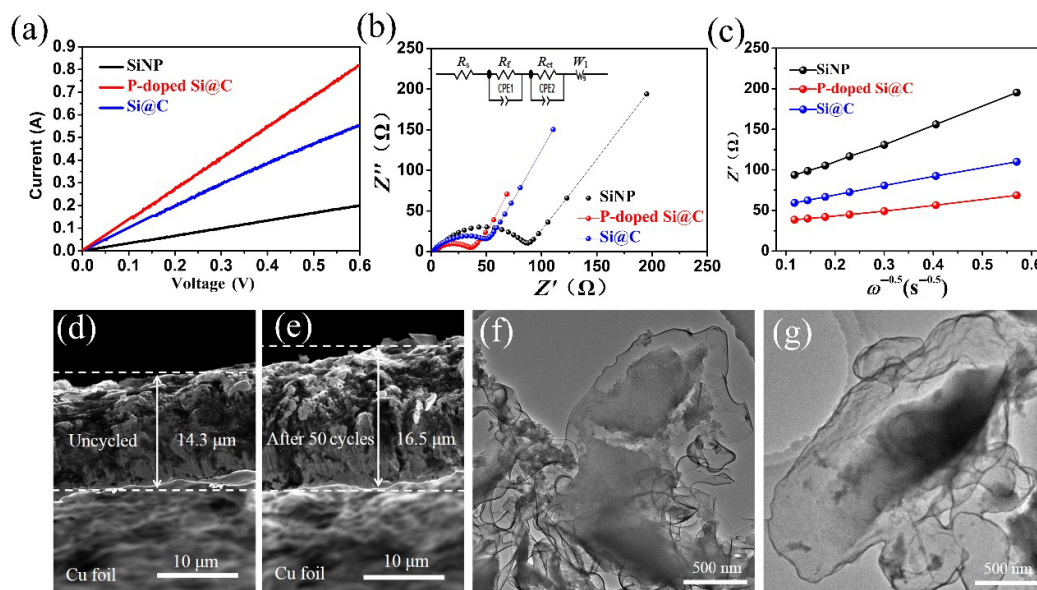 (a)
0.9
0.8
0.7
0.6
0.5
0.4
0.3
0.2
0.1
0.0
Current (A)
SiNP
P-doped Si@C
Si@C
0.0 0.1 0.2 0.3 0.4 0.5 0.6
Voltage (V)
(b)
250
200
150
100
50
0
Z'' (Ω)
Rs Rf Rct W1
CPE1 CPE2
SiNP
P-doped Si@C
Si@C
0 50 100 150 200 250
Z' (Ω)
(c)
250
200
150
100
50
0
Z' (Ω)
SiNP
P-doped Si@C
Si@C
0.1 0.2 0.3 0.4 0.5 0.6
ω⁻⁰·⁵(s⁻⁰·⁵)
(d)
Uncycled 14.3 μm
10 μm
Cu foil
(e)
After 50 cycles 16.5 μm
10 μm
Cu foil
(f)
500 nm
(g)
500 nm